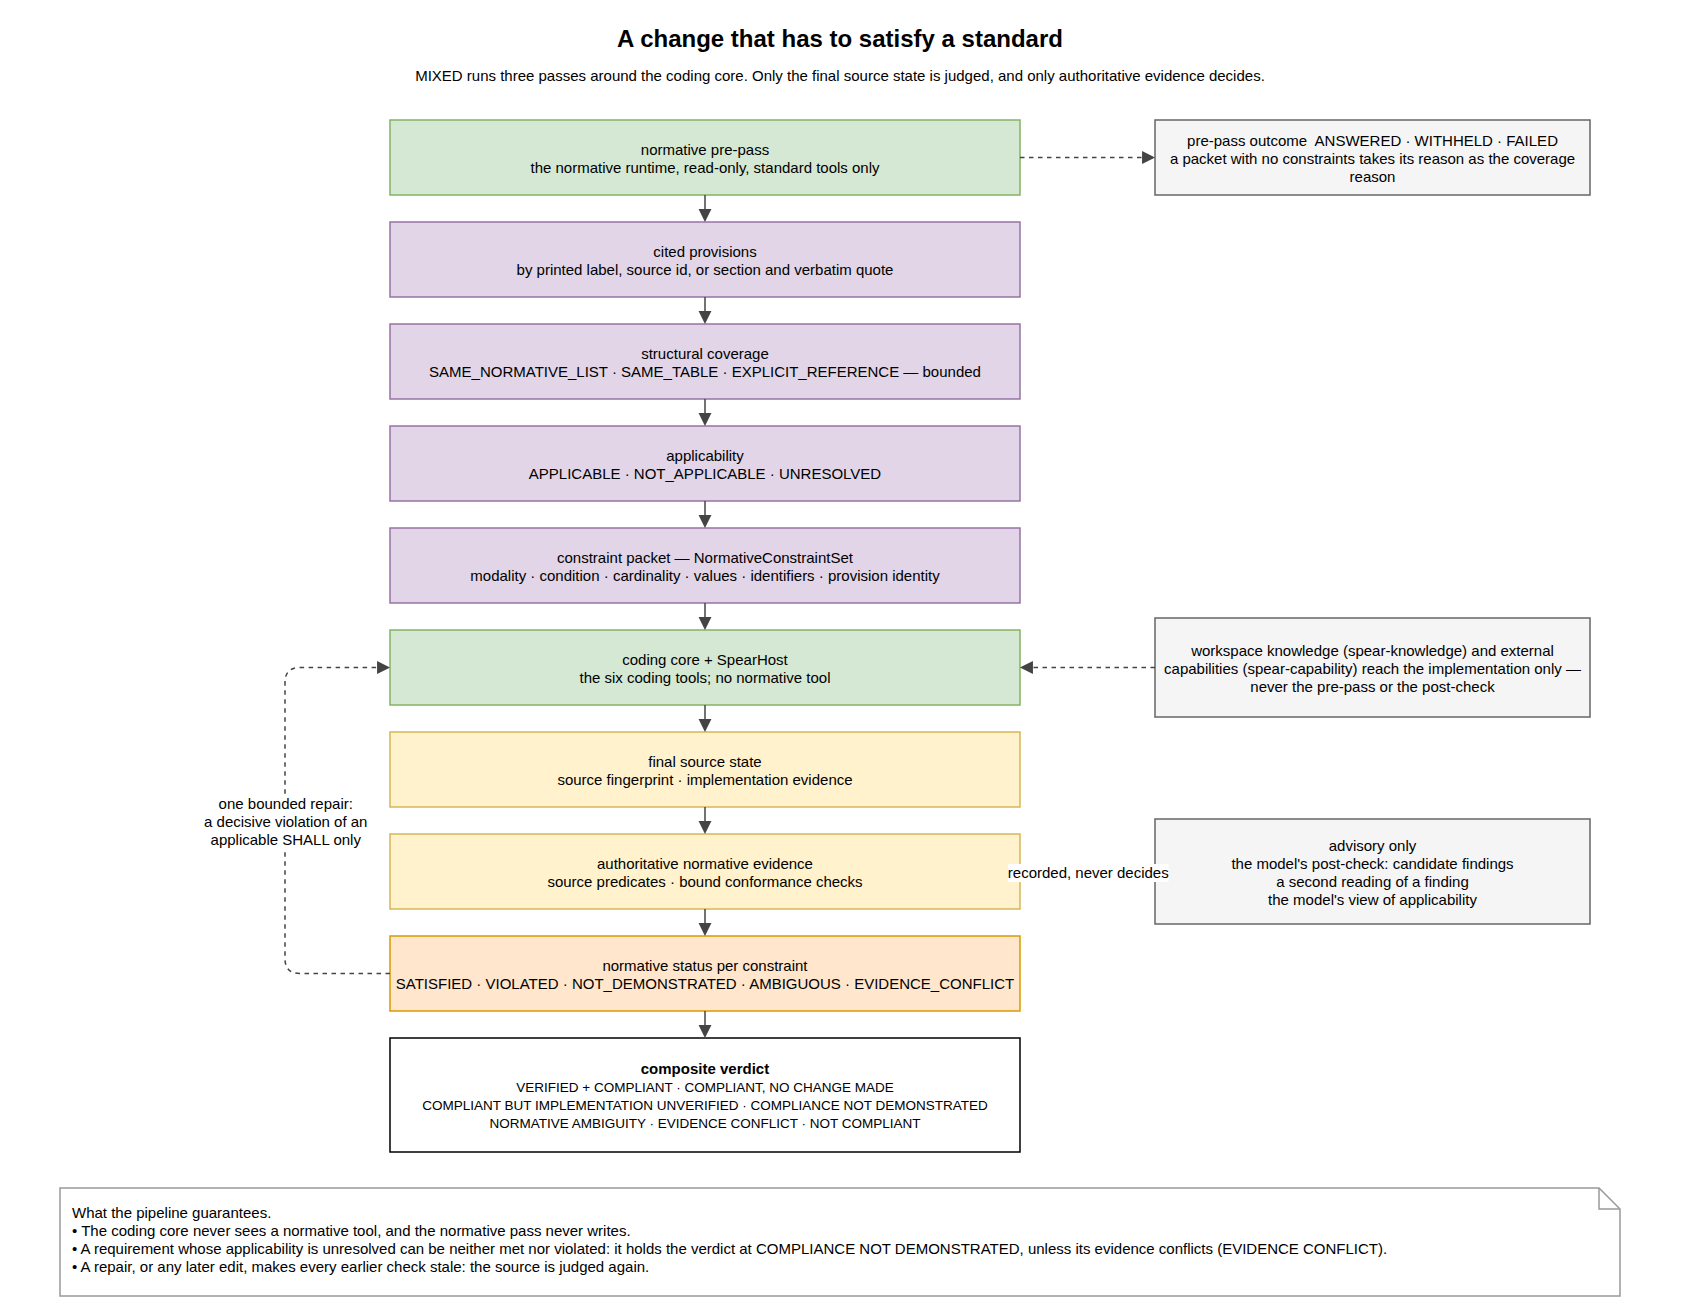 A change that has to satisfy a standard
MIXED runs three passes around the coding core. Only the final source state is judged, and only authoritative evidence decides.
normative pre-pass
the normative runtime, read-only, standard tools only
pre-pass outcome  ANSWERED · WITHHELD · FAILED
a packet with no constraints takes its reason as the coverage
reason
cited provisions
by printed label, source id, or section and verbatim quote
structural coverage
SAME_NORMATIVE_LIST · SAME_TABLE · EXPLICIT_REFERENCE — bounded
applicability
APPLICABLE · NOT_APPLICABLE · UNRESOLVED
constraint packet — NormativeConstraintSet
modality · condition · cardinality · values · identifiers · provision identity
coding core + SpearHost
the six coding tools; no normative tool
workspace knowledge (spear-knowledge) and external
capabilities (spear-capability) reach the implementation only —
never the pre-pass or the post-check
final source state
source fingerprint · implementation evidence
one bounded repair:
a decisive violation of an
applicable SHALL only
authoritative normative evidence
source predicates · bound conformance checks
recorded, never decides
advisory only
the model's post-check: candidate findings
a second reading of a finding
the model's view of applicability
normative status per constraint
SATISFIED · VIOLATED · NOT_DEMONSTRATED · AMBIGUOUS · EVIDENCE_CONFLICT
composite verdict
VERIFIED + COMPLIANT · COMPLIANT, NO CHANGE MADE
COMPLIANT BUT IMPLEMENTATION UNVERIFIED · COMPLIANCE NOT DEMONSTRATED
NORMATIVE AMBIGUITY · EVIDENCE CONFLICT · NOT COMPLIANT
What the pipeline guarantees.
• The coding core never sees a normative tool, and the normative pass never writes.
• A requirement whose applicability is unresolved can be neither met nor violated: it holds the verdict at COMPLIANCE NOT DEMONSTRATED, unless its evidence conflicts (EVIDENCE CONFLICT).
• A repair, or any later edit, makes every earlier check stale: the source is judged again.